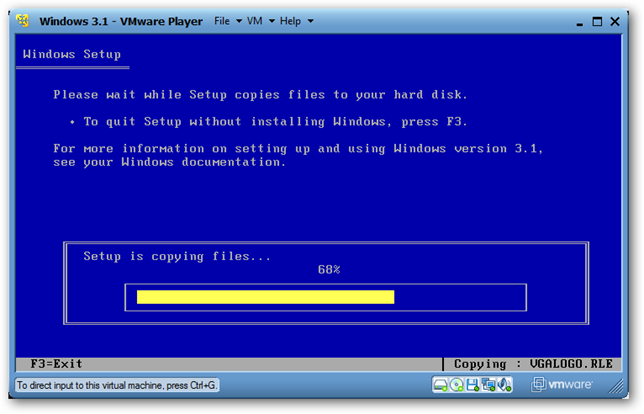 Windows 3.1 - VMware Player File VM Help
Windows Setup
Please wait while Setup copies files to your hard disk.
• To quit Setup without installing Windows, press F3.
For more information on setting up and using Windows version 3.1,
see your Windows documentation.
Setup is copying files...
68%
F3=Exit Copying : VGALOGO.RLE
To direct input to this virtual machine, press Ctrl+G. vmware